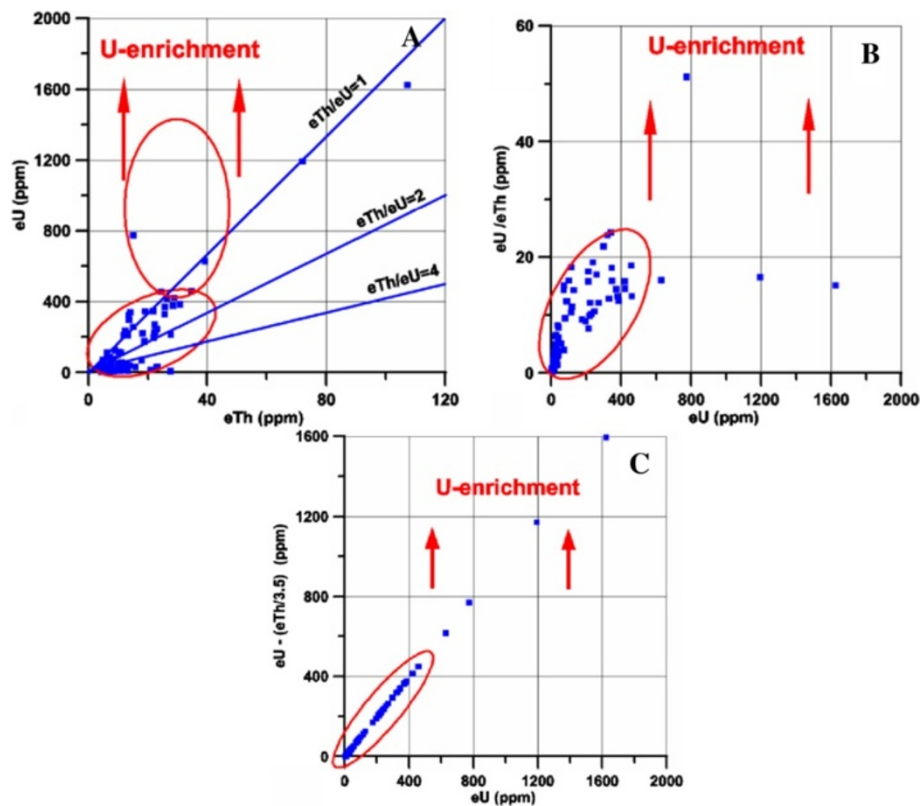 A
U-enrichment
eTh/eU=1
eTh/eU=2
eTh/eU=4
eU (ppm)
2000
1600
1200
800
400
0
0 40 80 120
eTh (ppm)
B
U-enrichment
eU /eTh (ppm)
60
40
20
0
0 400 800 1200 1600 2000
eU (ppm)
C
U-enrichment
eU - (eTh/3.5) (ppm)
1600
1200
800
400
0
0 400 800 1200 1600 2000
eU (ppm)